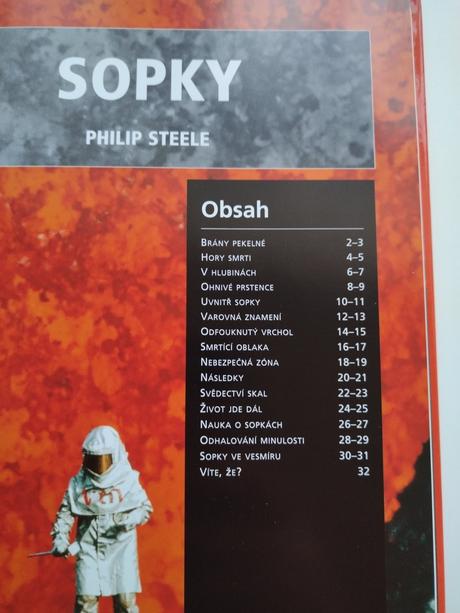 SOPKY
PHILIP STEELE
Obsah
BRÁNY PEKELNÉ 2–3
HORY SMRTI 4–5
V HLUBINÁCH 6–7
OHNIVÉ PRSTENCE 8–9
UVNITŘ SOPKY 10–11
VAROVNÁ ZNAMENÍ 12–13
ODFOUKNUTÝ VRCHOL 14–15
SMRTÍCÍ OBLAKA 16–17
NEBEZPEČNÁ ZÓNA 18–19
NÁSLEDKY 20–21
SVĚDECTVÍ SKAL 22–23
ŽIVOT JDE DÁL 24–25
NAUKA O SOPKÁCH 26–27
ODHALOVÁNÍ MINULOSTI 28–29
SOPKY VE VESMÍRU 30–31
VÍTE, ŽE? 32